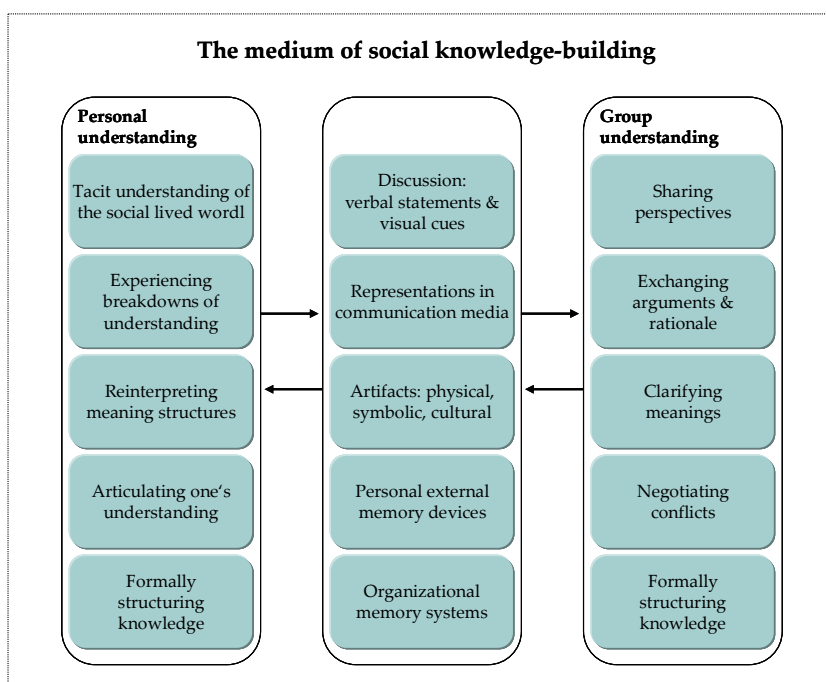 The medium of social knowledge-building
Personal
understanding
Tacit understanding of
the social lived wordl
Experiencing
breakdowns of
understanding
Reinterpreting
meaning structures
Articulating one‘s
understanding
Formally
structuring
knowledge
Discussion:
verbal statements &
visual cues
Representations in
communication media
Artifacts: physical,
symbolic, cultural
Personal external
memory devices
Organizational
memory systems
Group
understanding
Sharing
perspectives
Exchanging
arguments &
rationale
Clarifying
meanings
Negotiating
conflicts
Formally
structuring
knowledge